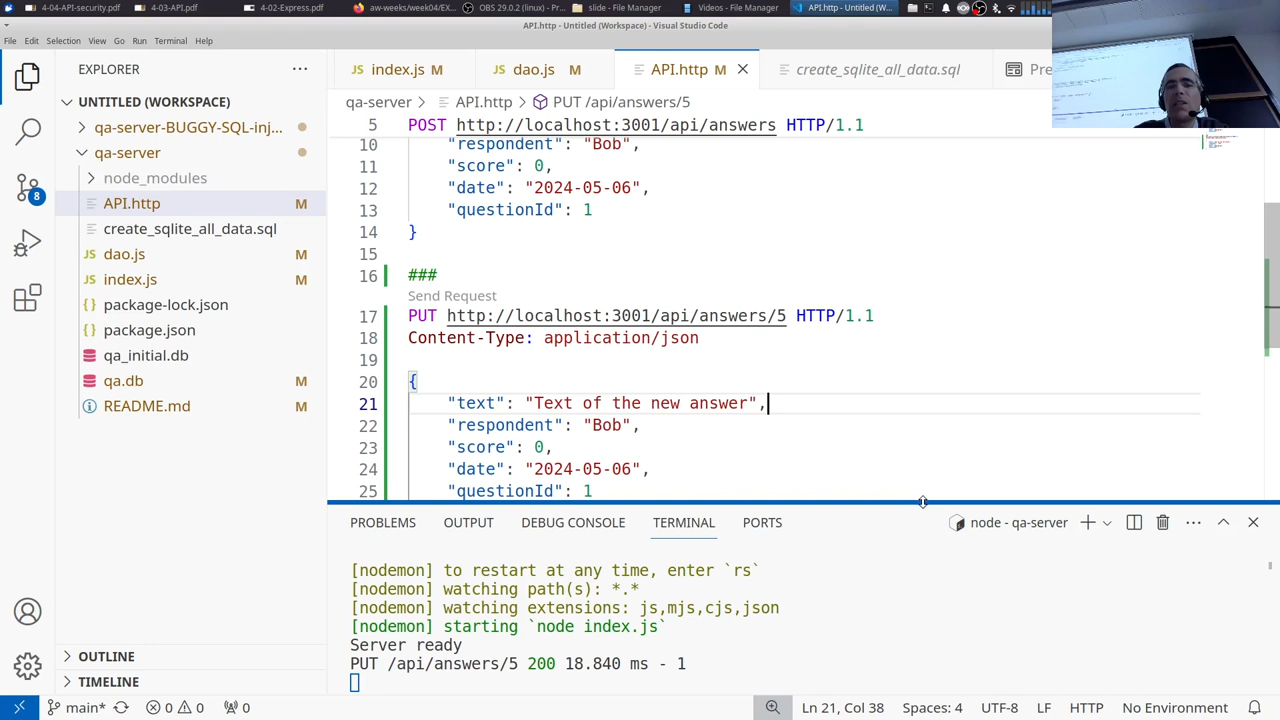 4-04-API-security.pdf
4-03-API.pdf
4-02-Express.pdf
aw-weeks/week04/EX...
OBS 29.0.2 (linux) - Pr...
slide - File Manager
Videos - File Manager
API.http - Untitled (W...
API.http - Untitled (Workspace) - Visual Studio Code
File Edit Selection View Go Run Terminal Help
EXPLORER
index.js M
dao.js M
API.http M
create_sqlite_all_data.sql
Pre
UNTITLED (WORKSPACE)
qa-server > API.http > PUT /api/answers/5
qa-server-BUGGY-SQL-inj...
qa-server
node_modules
API.http M
create_sqlite_all_data.sql
dao.js M
index.js M
package-lock.json
package.json
qa_initial.db
qa.db M
README.md M
8
OUTLINE
TIMELINE
5 POST http://localhost:3001/api/answers HTTP/1.1
10 "respondent": "Bob",
11 "score": 0,
12 "date": "2024-05-06",
13 "questionId": 1
14 }
15
16 ###
Send Request
17 PUT http://localhost:3001/api/answers/5 HTTP/1.1
18 Content-Type: application/json
19
20 {
21 "text": "Text of the new answer",
22 "respondent": "Bob",
23 "score": 0,
24 "date": "2024-05-06",
25 "questionId": 1
PROBLEMS OUTPUT DEBUG CONSOLE TERMINAL PORTS
node - qa-server
[nodemon] to restart at any time, enter `rs`
[nodemon] watching path(s): *.*
[nodemon] watching extensions: js,mjs,cjs,json
[nodemon] starting `node index.js`
Server ready
PUT /api/answers/5 200 18.840 ms - 1
main* 0 0 0
Ln 21, Col 38 Spaces: 4 UTF-8 LF HTTP No Environment